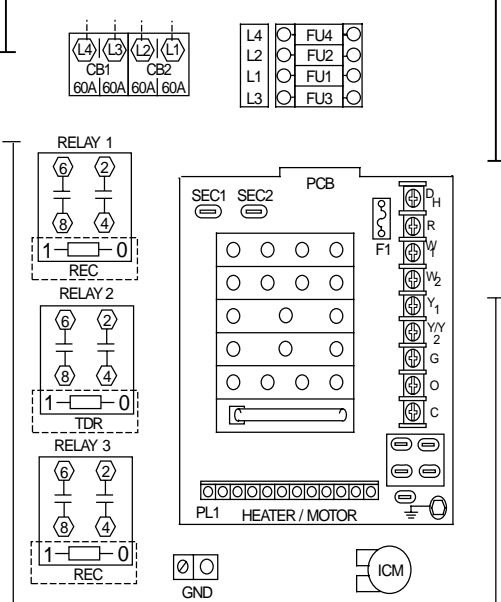 L4 L3 L2 L1
CB1 CB2
60A 60A 60A 60A
L4 FU4
L2 FU2
L1 FU1
L3 FU3
RELAY 1
6 2
8 4
1 0
REC
RELAY 2
6 2
8 4
1 0
TDR
RELAY 3
6 2
8 4
1 0
REC
PCB
SEC1 SEC2
F1
DH
R
W1
W2
Y1
Y/Y2
G
O
C
PL1 HEATER / MOTOR
GND
ICM